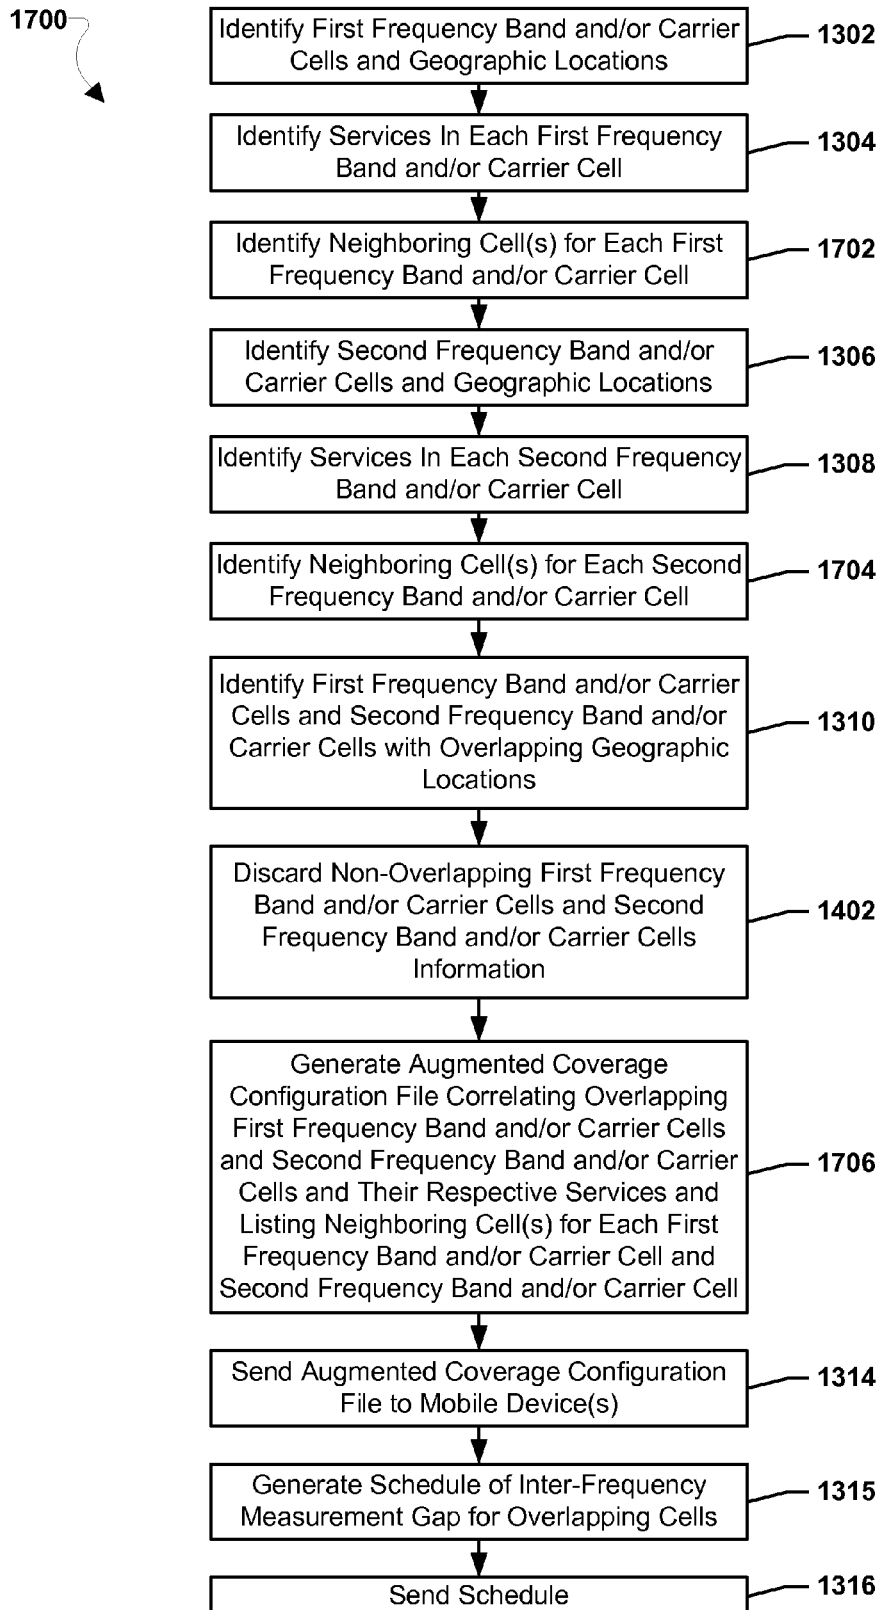 1700
Identify First Frequency Band and/or Carrier
Cells and Geographic Locations
1302
Identify Services In Each First Frequency
Band and/or Carrier Cell
1304
Identify Neighboring Cell(s) for Each First
Frequency Band and/or Carrier Cell
1702
Identify Second Frequency Band and/or
Carrier Cells and Geographic Locations
1306
Identify Services In Each Second Frequency
Band and/or Carrier Cell
1308
Identify Neighboring Cell(s) for Each Second
Frequency Band and/or Carrier Cell
1704
Identify First Frequency Band and/or Carrier
Cells and Second Frequency Band and/or
Carrier Cells with Overlapping Geographic
Locations
1310
Discard Non-Overlapping First Frequency
Band and/or Carrier Cells and Second
Frequency Band and/or Carrier Cells
Information
1402
Generate Augmented Coverage
Configuration File Correlating Overlapping
First Frequency Band and/or Carrier Cells
and Second Frequency Band and/or Carrier
Cells and Their Respective Services and
Listing Neighboring Cell(s) for Each First
Frequency Band and/or Carrier Cell and
Second Frequency Band and/or Carrier Cell
1706
Send Augmented Coverage Configuration
File to Mobile Device(s)
1314
Generate Schedule of Inter-Frequency
Measurement Gap for Overlapping Cells
1315
Send Schedule
1316